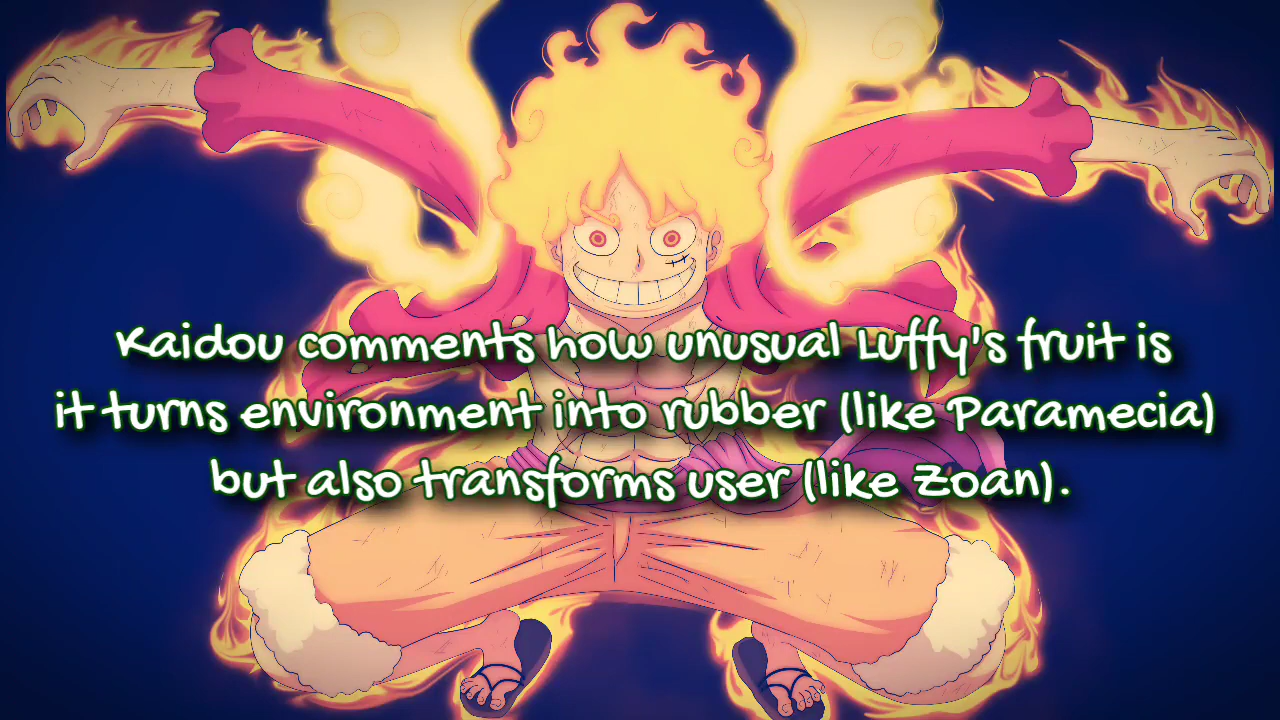 Kaidou comments how unusual Luffy's fruit is
it turns environment into rubber (like Paramecia)
but also transforms user (like Zoan).